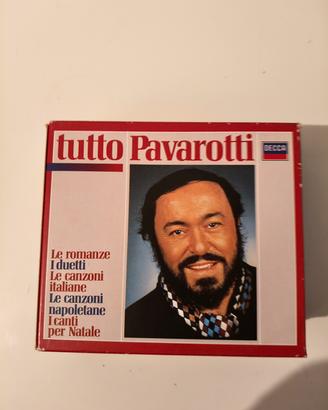 tutto Pavarotti
DECCA
Le romanze
I duetti
Le canzoni
italiane
Le canzoni
napoletane
I canti
per Natale